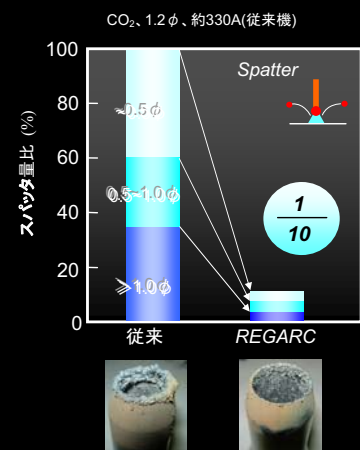 CO₂、1.2φ、約330A(従来機)
スパッタ量比 (%)
100
80
60
40
20
0
Spatter
~0.5φ
0.5~1.0φ
≧1.0φ
1
10
従来
REGARC